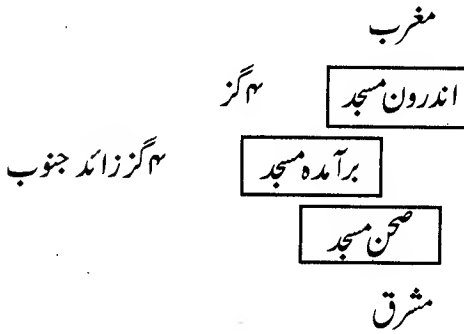 مغرب
اندرون مسجد ۴ گز
برآمدہ مسجد ۴ گز زائد جنوب
صحن مسجد
مشرق